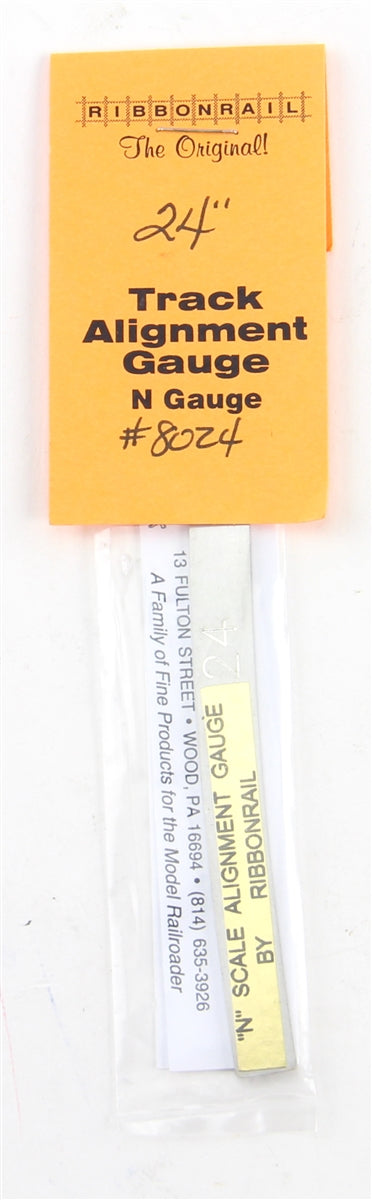 RIBBONRAIL
The Original!
24"
Track
Alignment
Gauge
N Gauge
#8024
24
"N" SCALE ALIGNMENT GAUGE
BY RIBBONRAIL
13 FULTON STREET • WOOD, PA 16694 • (814) 635-3926
A Family of Fine Products for the Model Railroader